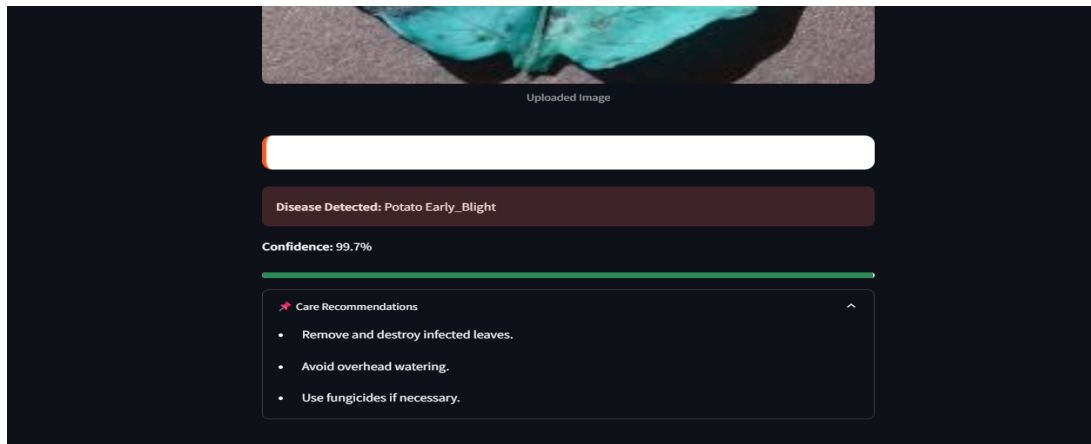 Uploaded Image
Disease Detected: Potato Early_Blight
Confidence: 99.7%
📌 Care Recommendations
• Remove and destroy infected leaves.
• Avoid overhead watering.
• Use fungicides if necessary.